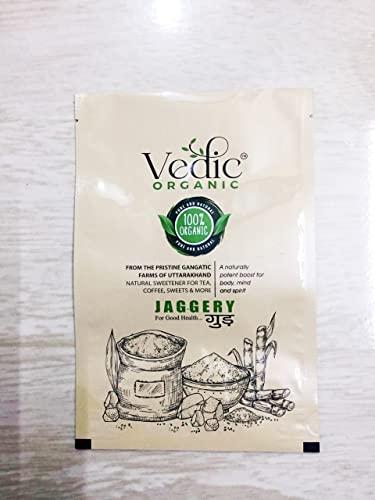 Vedic TM
ORGANIC
PURE AND NATURAL
100%
ORGANIC
PURE AND NATURAL
FROM THE PRISTINE GANGATIC
FARMS OF UTTARAKHAND
NATURAL SWEETENER FOR TEA,
COFFEE, SWEETS & MORE
A naturally
potent boost for
body, mind
and spirit
JAGGERY
For Good Health... गुड़